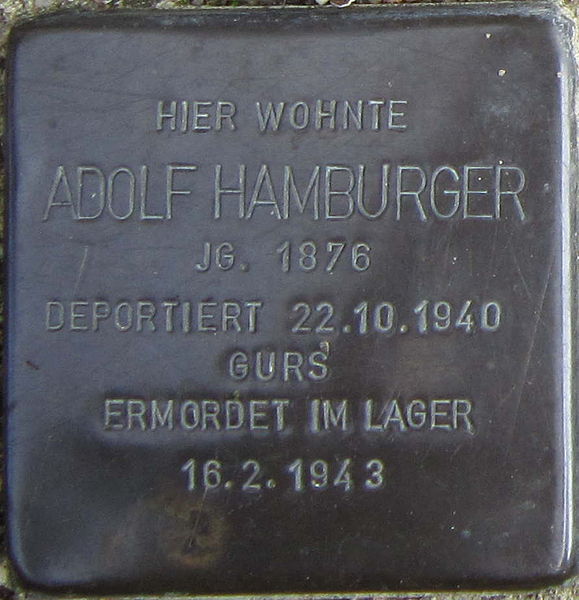 HIER WOHNTE
ADOLF HAMBURGER
JG. 1876
DEPORTIERT 22.10.1940
GURS
ERMORDET IM LAGER
16.2.1943